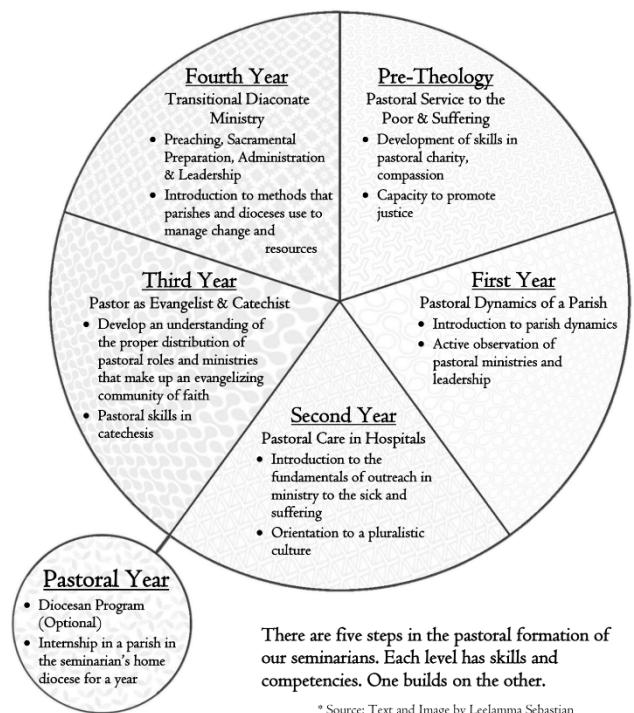 Fourth Year
Transitional Diaconate
Ministry
• Preaching, Sacramental
Preparation, Administration
& Leadership
• Introduction to methods that
parishes and dioceses use to
manage change and
resources
Pre-Theology
Pastoral Service to the
Poor & Suffering
• Development of skills in
pastoral charity,
compassion
• Capacity to promote
justice
Third Year
Pastor as Evangelist & Catechist
• Develop an understanding of
the proper distribution of
pastoral roles and ministries
that make up an evangelizing
community of faith
• Pastoral skills in
catechesis
First Year
Pastoral Dynamics of a Parish
• Introduction to parish dynamics
• Active observation of
pastoral ministries and
leadership
Second Year
Pastoral Care in Hospitals
• Introduction to the
fundamentals of outreach in
ministry to the sick and
suffering
• Orientation to a pluralistic
culture
Pastoral Year
• Diocesan Program
(Optional)
• Internship in a parish in
the seminarian's home
diocese for a year
There are five steps in the pastoral formation of
our seminarians. Each level has skills and
competencies. One builds on the other.
* Source: Text and Image by Leelamma Sebastian